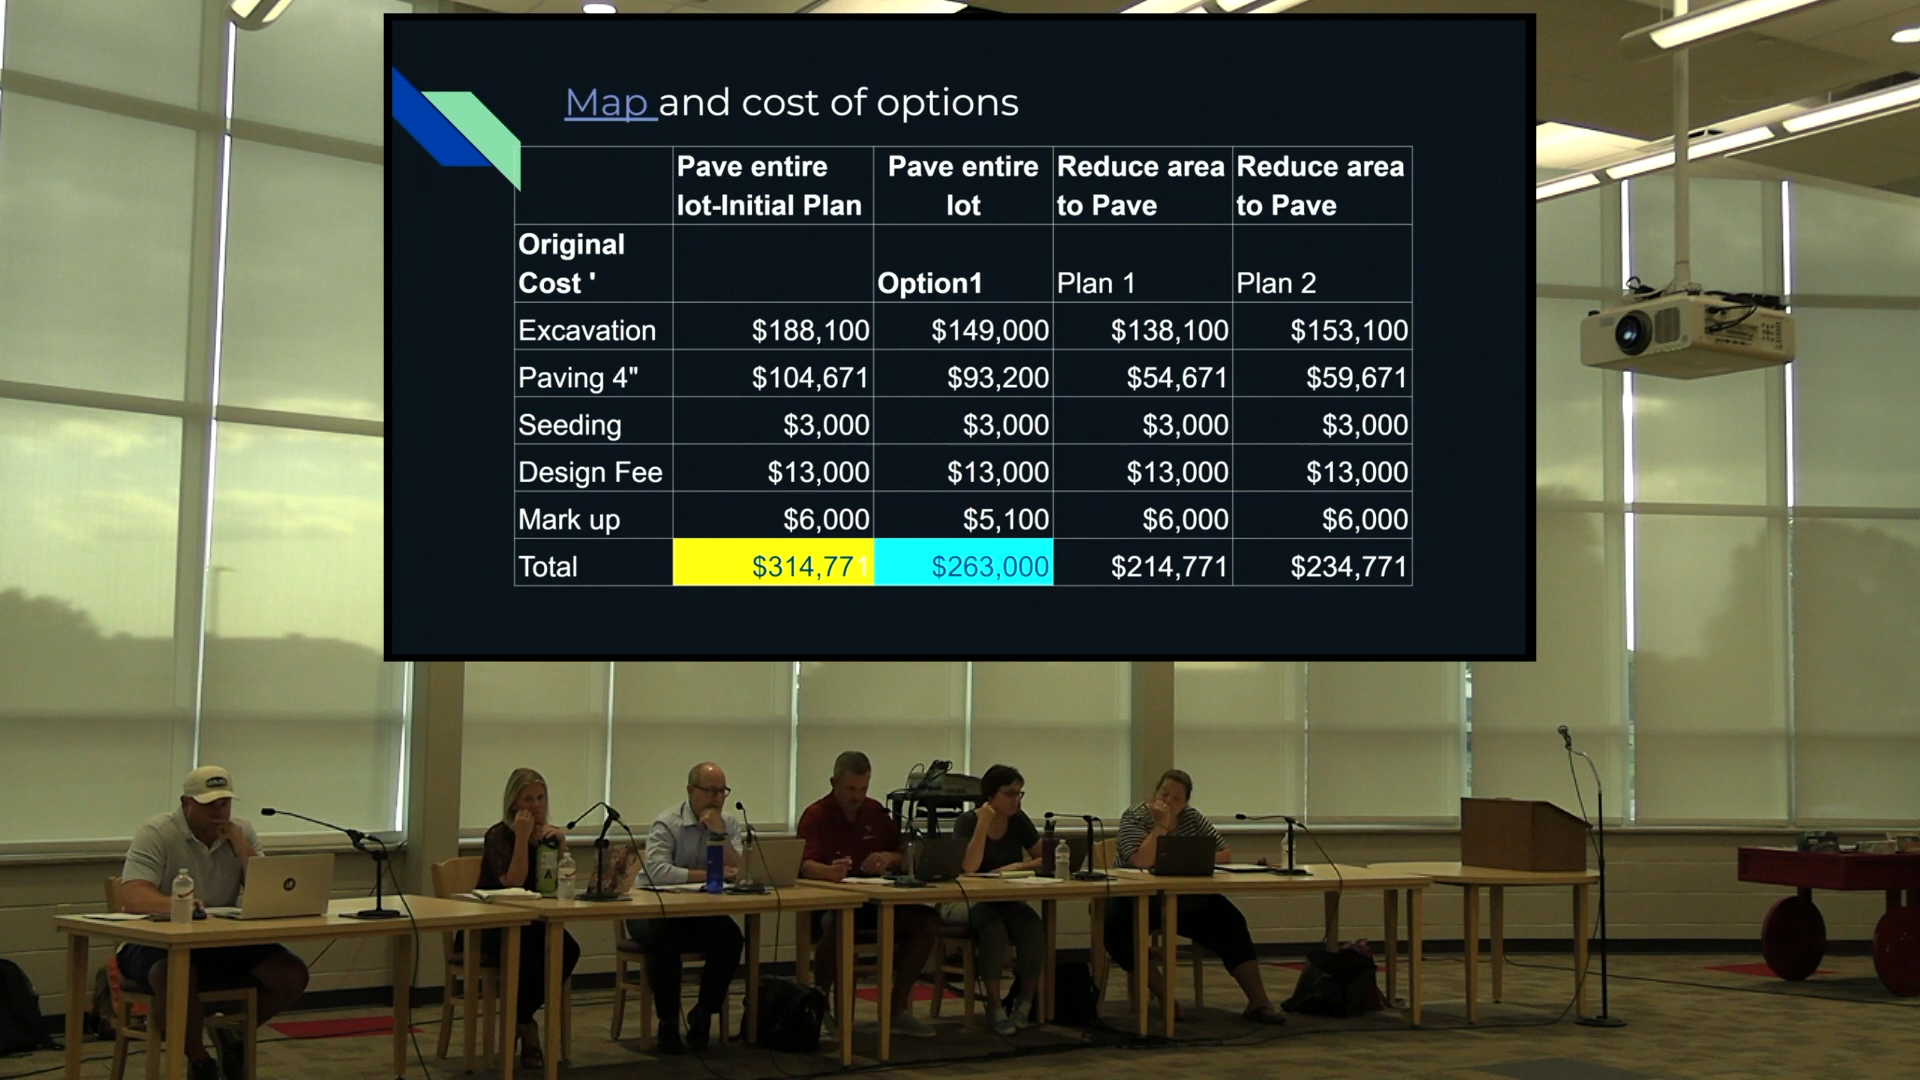 Map and cost of options
Pave entire lot-Initial Plan Pave entire lot Reduce area to Pave Reduce area to Pave
Original Cost ' Option1 Plan 1 Plan 2
Excavation $188,100 $149,000 $138,100 $153,100
Paving 4" $104,671 $93,200 $54,671 $59,671
Seeding $3,000 $3,000 $3,000 $3,000
Design Fee $13,000 $13,000 $13,000 $13,000
Mark up $6,000 $5,100 $6,000 $6,000
Total $314,771 $263,000 $214,771 $234,771